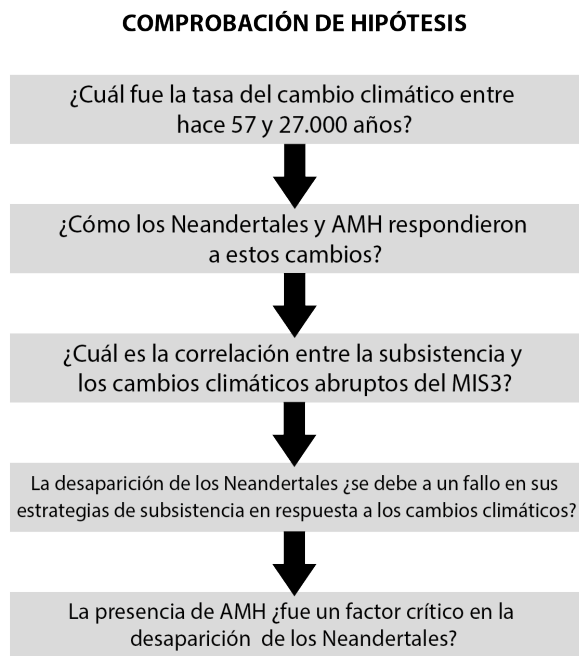 COMPROBACIÓN DE HIPÓTESIS
¿Cuál fue la tasa del cambio climático entre
hace 57 y 27.000 años?
¿Cómo los Neandertales y AMH respondieron
a estos cambios?
¿Cuál es la correlación entre la subsistencia y
los cambios climáticos abruptos del MIS3?
La desaparición de los Neandertales ¿se debe a un fallo en sus
estrategias de subsistencia en respuesta a los cambios climáticos?
La presencia de AMH ¿fue un factor crítico en la
desaparición de los Neandertales?